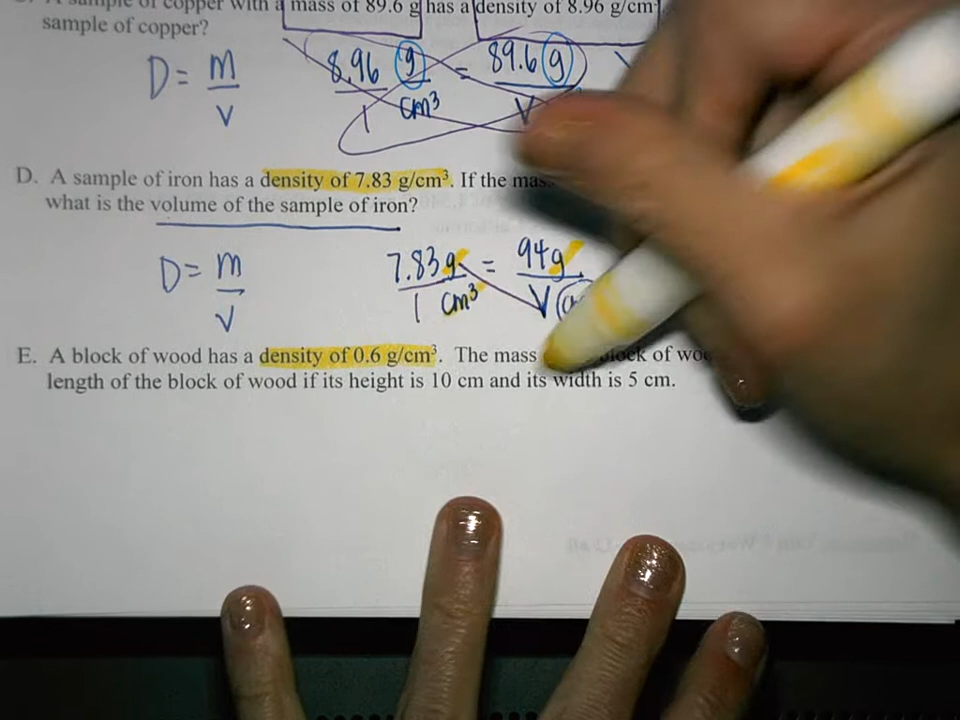 A sample of copper with a mass of 89.6 g has a density of 8.96 g/cm³
sample of copper?
D = m/v
8.96 g / 1 cm³ = 89.6 g / V
D. A sample of iron has a density of 7.83 g/cm³. If the mass
what is the volume of the sample of iron?
D = m/v
7.83 g / 1 cm³ = 94 g / V
E. A block of wood has a density of 0.6 g/cm³. The mass block of
length of the block of wood if its height is 10 cm and its width is 5 cm.